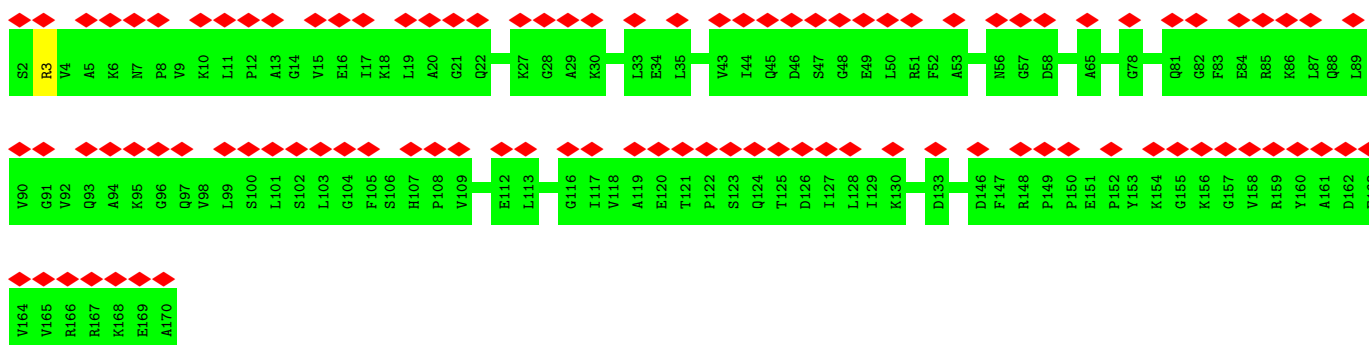 S2 R3 V4 A5 K6 N7 P8 V9 K10 L11 P12 A13 G14 V15 E16 I17 K18 L19 A20 G21 Q22 K27 G28 A29 K30 L33 E34 L35 V43 I44 Q45 D46 S47 G48 E49 L50 R51 F52 A53 N56 G57 D58 A65 G78 Q81 G82 F83 E84 R85 K86 L87 Q88 L89
V90 G91 V92 Q93 A94 K95 G96 Q97 V98 L99 S100 L101 S102 L103 G104 F105 S106 H107 P108 V109 E112 L113 G116 I117 V118 A119 E120 T121 P122 S123 Q124 T125 D126 I127 L128 I129 K130 D133 D146 F147 R148 P149 P150 E151 P152 Y153 K154 G155 K156 G157 V158 R159 Y160 A161 D162
V164 V165 R166 R167 K168 E169 A170